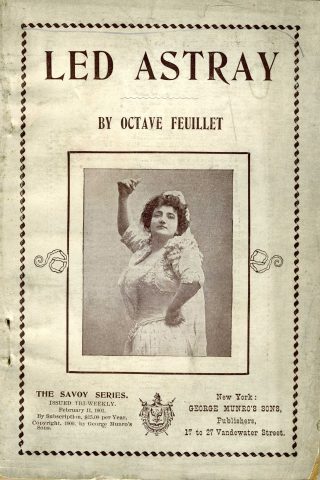 LED ASTRAY
BY OCTAVE FEUILLET
THE SAVOY SERIES.
ISSUED TRI-WEEKLY.
February 11, 1901.
By Subscription, $15.00 per Year.
Copyright, 1900, by George Munro's
Sons.
New York:
GEORGE MUNRO'S SONS,
Publishers,
17 to 27 Vandewater Street.